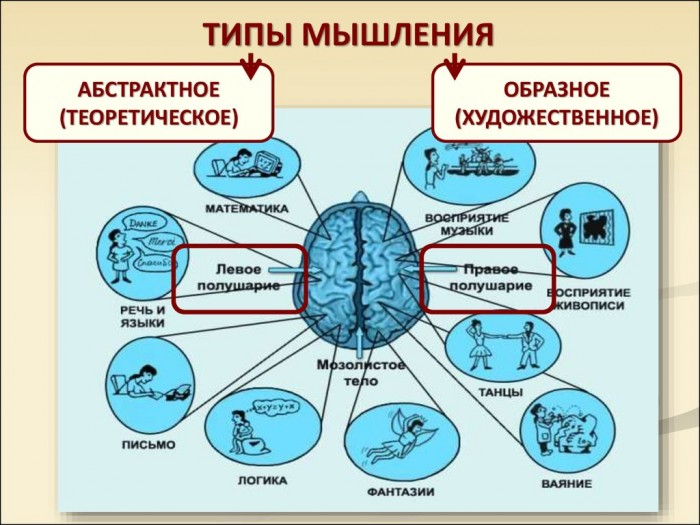 ТИПЫ МЫШЛЕНИЯ
АБСТРАКТНОЕ
(ТЕОРЕТИЧЕСКОЕ)
ОБРАЗНОЕ
(ХУДОЖЕСТВЕННОЕ)
МАТЕМАТИКА
ВОСПРИЯТИЕ
МУЗЫКИ
DANKE
Merci
Спасибо
РЕЧЬ И
ЯЗЫКИ
Левое
полушарие
Правое
полушарие
ВОСПРИЯТИЕ
ЖИВОПИСИ
Мозолистое
тело
ТАНЦЫ
ПИСЬМО
x+y=y+x
ЛОГИКА
ФАНТАЗИИ
ВАЯНИЕ